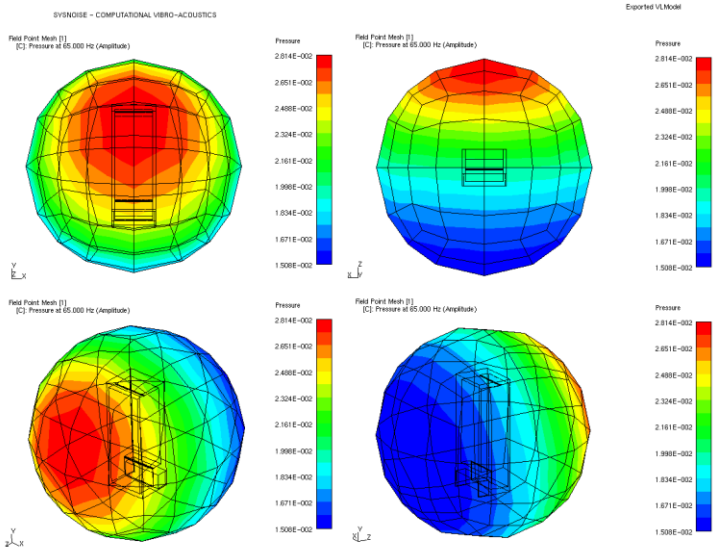 SYSNOISE - COMPUTATIONAL VIBRO-ACOUSTICS
Exported VLModel
Field Point Mesh [1]
[C]: Pressure at 65.000 Hz (Amplitude)
Pressure
2.814E-002
2.651E-002
2.488E-002
2.324E-002
2.161E-002
1.998E-002
1.834E-002
1.671E-002
1.508E-002
Y
Z X
Field Point Mesh [1]
[C]: Pressure at 65.000 Hz (Amplitude)
Pressure
2.814E-002
2.651E-002
2.488E-002
2.324E-002
2.161E-002
1.998E-002
1.834E-002
1.671E-002
1.508E-002
Z
X Y
Field Point Mesh [1]
[C]: Pressure at 65.000 Hz (Amplitude)
Pressure
2.814E-002
2.651E-002
2.488E-002
2.324E-002
2.161E-002
1.998E-002
1.834E-002
1.671E-002
1.508E-002
Y
Z X
Field Point Mesh [1]
[C]: Pressure at 65.000 Hz (Amplitude)
Pressure
2.814E-002
2.651E-002
2.488E-002
2.324E-002
2.161E-002
1.998E-002
1.834E-002
1.671E-002
1.508E-002
Y
X Z